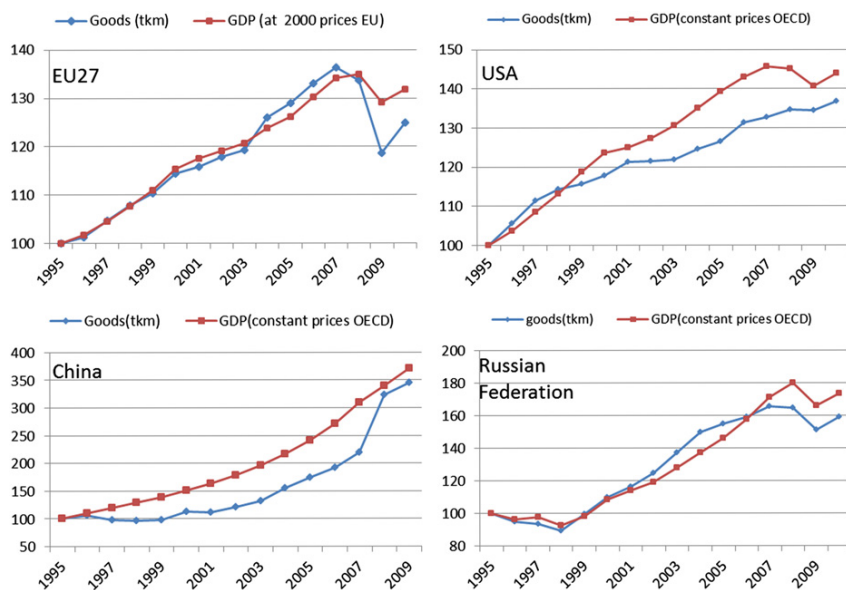 Goods (tkm) GDP (at 2000 prices EU)
EU27
140
130
120
110
100
1995 1997 1999 2001 2003 2005 2007 2009
Goods(tkm) GDP(constant prices OECD)
USA
150
140
130
120
110
100
1995 1997 1999 2001 2003 2005 2007 2009
Goods(tkm) GDP(constant prices OECD)
China
400
350
300
250
200
150
100
50
1995 1997 1999 2001 2003 2005 2007 2009
goods(tkm) GDP(constant prices OECD)
Russian
Federation
200
180
160
140
120
100
80
1995 1997 1999 2001 2003 2005 2007 2009